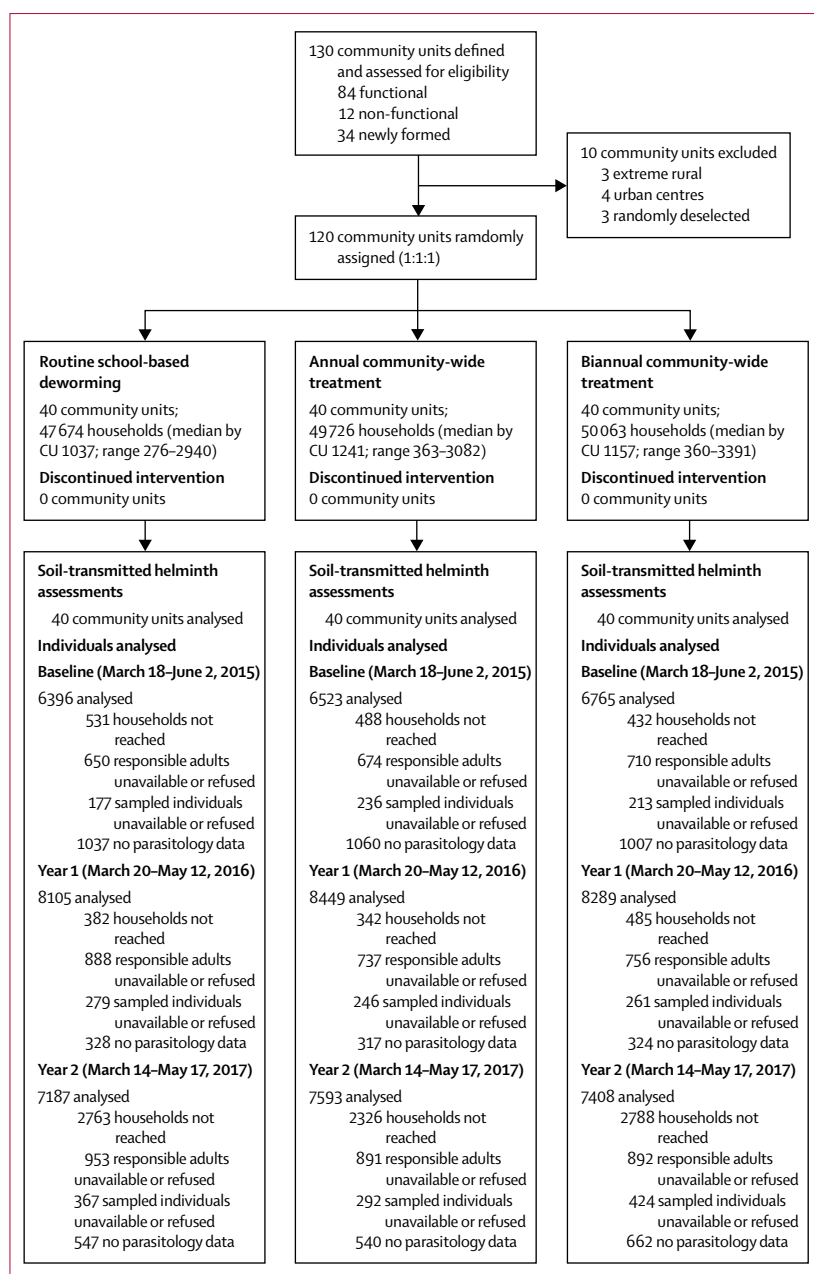 130 community units defined
and assessed for eligibility
84 functional
12 non-functional
34 newly formed
10 community units excluded
3 extreme rural
4 urban centres
3 randomly deselected
120 community units ramdomly
assigned (1:1:1)
Routine school-based
deworming
40 community units;
47 674 households (median by
CU 1037; range 276–2940)
Discontinued intervention
0 community units
Annual community-wide
treatment
40 community units;
49 726 households (median by
CU 1241; range 363–3082)
Discontinued intervention
0 community units
Biannual community-wide
treatment
40 community units;
50 063 households (median by
CU 1157; range 360–3391)
Discontinued intervention
0 community units
Soil-transmitted helminth
assessments
40 community units analysed
Individuals analysed
Baseline (March 18–June 2, 2015)
6396 analysed
531 households not
reached
650 responsible adults
unavailable or refused
177 sampled individuals
unavailable or refused
1037 no parasitology data
Year 1 (March 20–May 12, 2016)
8105 analysed
382 households not
reached
888 responsible adults
unavailable or refused
279 sampled individuals
unavailable or refused
328 no parasitology data
Year 2 (March 14–May 17, 2017)
7187 analysed
2763 households not
reached
953 responsible adults
unavailable or refused
367 sampled individuals
unavailable or refused
547 no parasitology data
Soil-transmitted helminth
assessments
40 community units analysed
Individuals analysed
Baseline (March 18–June 2, 2015)
6523 analysed
488 households not
reached
674 responsible adults
unavailable or refused
236 sampled individuals
unavailable or refused
1060 no parasitology data
Year 1 (March 20–May 12, 2016)
8449 analysed
342 households not
reached
737 responsible adults
unavailable or refused
246 sampled individuals
unavailable or refused
317 no parasitology data
Year 2 (March 14–May 17, 2017)
7593 analysed
2326 households not
reached
891 responsible adults
unavailable or refused
292 sampled individuals
unavailable or refused
540 no parasitology data
Soil-transmitted helminth
assessments
40 community units analysed
Individuals analysed
Baseline (March 18–June 2, 2015)
6765 analysed
432 households not
reached
710 responsible adults
unavailable or refused
213 sampled individuals
unavailable or refused
1007 no parasitology data
Year 1 (March 20–May 12, 2016)
8289 analysed
485 households not
reached
756 responsible adults
unavailable or refused
261 sampled individuals
unavailable or refused
324 no parasitology data
Year 2 (March 14–May 17, 2017)
7408 analysed
2788 households not
reached
892 responsible adults
unavailable or refused
424 sampled individuals
unavailable or refused
662 no parasitology data